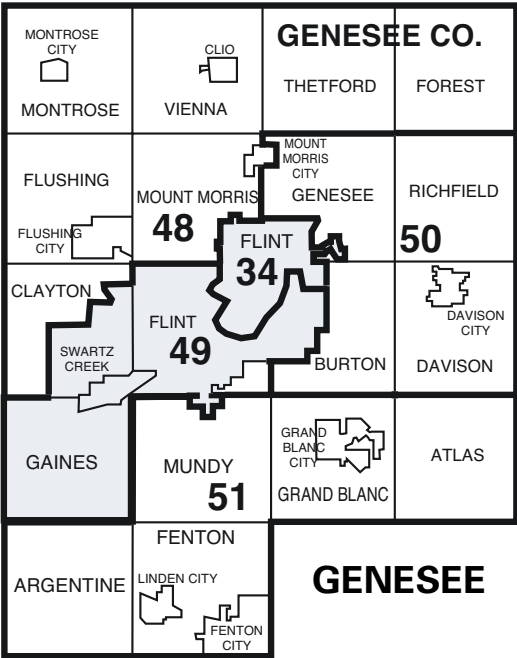 GENESEE CO.
MONTROSE
CITY
CLIO
THETFORD
FOREST
MONTROSE
VIENNA
MOUNT
MORRIS
CITY
FLUSHING
MOUNT MORRIS
GENESEE
RICHFIELD
FLUSHING
CITY
48
FLINT
34
50
CLAYTON
FLINT
49
DAVISON
CITY
SWARTZ
CREEK
BURTON
DAVISON
GAINES
MUNDY
51
GRAND
BLANC
CITY
GRAND BLANC
ATLAS
FENTON
ARGENTINE
LINDEN CITY
FENTON
CITY
GENESEE